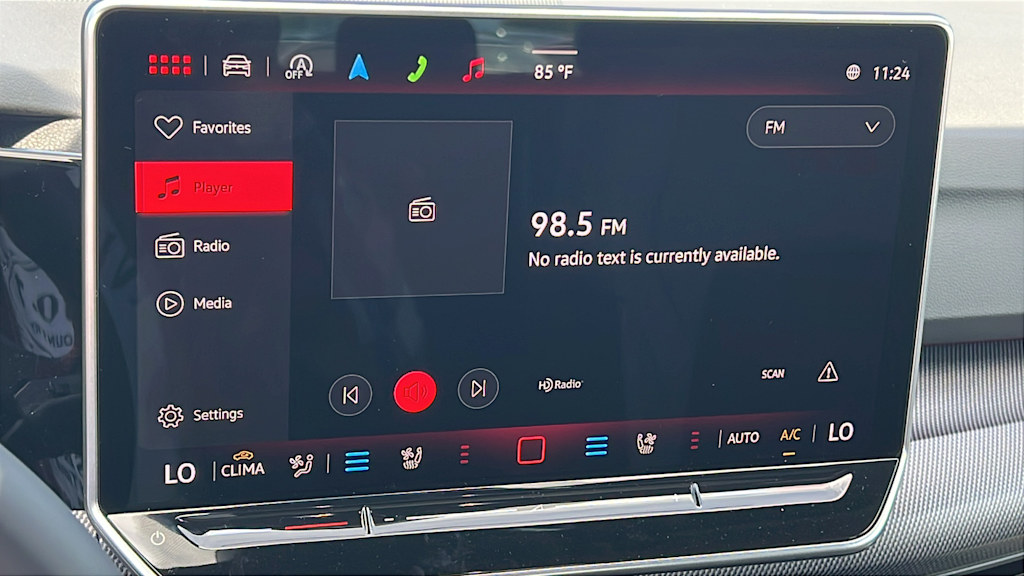 OFF
A
85 °F
11:24
Favorites
FM
Player
98.5 FM
Radio
No radio text is currently available.
Media
SCAN
HD Radio
Settings
LO
CLIMA
AUTO
A/C
LO